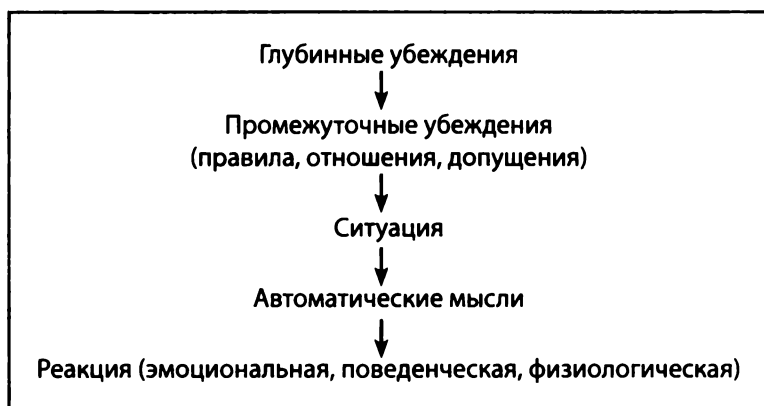 Глубинные убеждения
Промежуточные убеждения
(правила, отношения, допущения)
Ситуация
Автоматические мысли
Реакция (эмоциональная, поведенческая, физиологическая)